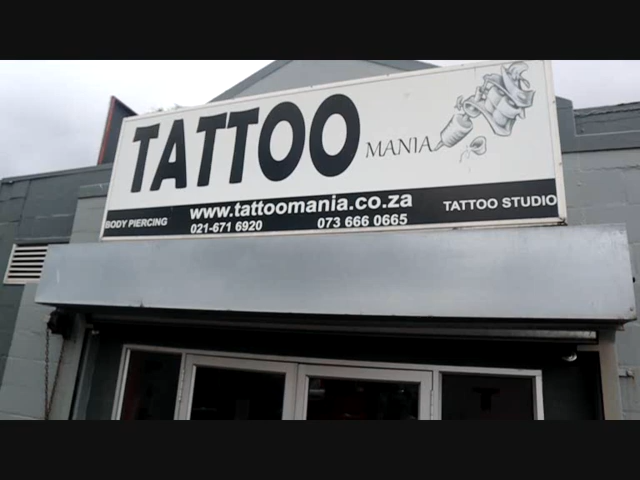 TATTOO MANIA
BODY PIERCING
www.tattoomania.co.za
021-671 6920 073 666 0665
TATTOO STUDIO